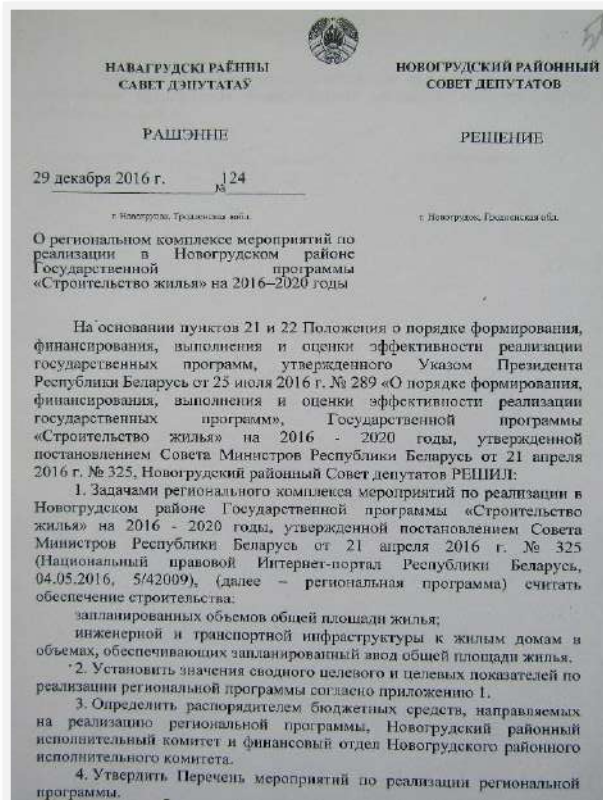 НАВАГРУДСКІ РАЁННЫ
САВЕТ ДЭПУТАТАЎ
НОВОГРУДСКИЙ РАЙОННЫЙ
СОВЕТ ДЕПУТАТОВ
РАШЭННЕ
РЕШЕНИЕ
29 декабря 2016 г. № 124
г. Новогрудок, Гродненская обл.
О региональном комплексе мероприятий по
реализации в Новогрудском районе
Государственной программы
«Строительство жилья» на 2016–2020 годы
На основании пунктов 21 и 22 Положения о порядке формирования,
финансирования, выполнения и оценки эффективности реализации
государственных программ, утвержденного Указом Президента
Республики Беларусь от 25 июля 2016 г. № 289 «О порядке формирования,
финансирования, выполнения и оценки эффективности реализации
государственных программ», Государственной программы
«Строительство жилья» на 2016 - 2020 годы, утвержденной
постановлением Совета Министров Республики Беларусь от 21 апреля
2016 г. № 325, Новогрудский районный Совет депутатов РЕШИЛ:
1. Задачами регионального комплекса мероприятий по реализации в
Новогрудском районе Государственной программы «Строительство
жилья» на 2016 - 2020 годы, утвержденной постановлением Совета
Министров Республики Беларусь от 21 апреля 2016 г. № 325
(Национальный правовой Интернет-портал Республики Беларусь,
04.05.2016, 5/42009), (далее – региональная программа) считать
обеспечение строительства:
запланированных объемов общей площади жилья;
инженерной и транспортной инфраструктуры к жилым домам в
объемах, обеспечивающих запланированный ввод общей площади жилья.
2. Установить значения сводного целевого и целевых показателей по
реализации региональной программы согласно приложению 1.
3. Определить распорядителем бюджетных средств, направляемых
на реализацию региональной программы, Новогрудский районный
исполнительный комитет и финансовый отдел Новогрудского районного
исполнительного комитета.
4. Утвердить Перечень мероприятий по реализации региональной
программы.